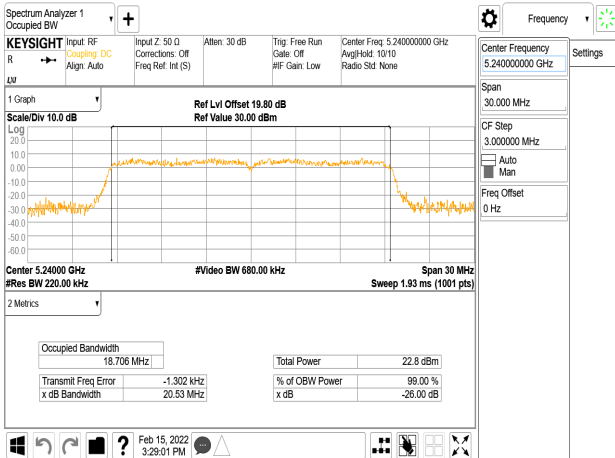 Spectrum Analyzer 1
Occupied BW
Frequency
KEYSIGHT
R
Input: RF
Coupling: DC
Align: Auto
Input Z: 50 Ω
Corrections: Off
Freq Ref: Int (S)
Atten: 30 dB
Trig: Free Run
Gate: Off
#IF Gain: Low
Center Freq: 5.240000000 GHz
Avg|Hold: 10/10
Radio Std: None
Center Frequency
5.240000000 GHz
Settings
Span
30.000 MHz
CF Step
3.000000 MHz
Auto
Man
Freq Offset
0 Hz
1 Graph
Scale/Div 10.0 dB
Ref Lvl Offset 19.80 dB
Ref Value 30.00 dBm
Log
20.0
10.0
0.00
-10.0
-20.0
-30.0
-40.0
-50.0
-60.0
Center 5.24000 GHz
#Video BW 680.00 kHz
Span 30 MHz
#Res BW 220.00 kHz
Sweep 1.93 ms (1001 pts)
2 Metrics
Occupied Bandwidth
18.706 MHz
Total Power 22.8 dBm
Transmit Freq Error -1.302 kHz
% of OBW Power 99.00 %
x dB Bandwidth 20.53 MHz
x dB -26.00 dB
?
Feb 15, 2022
3:29:01 PM